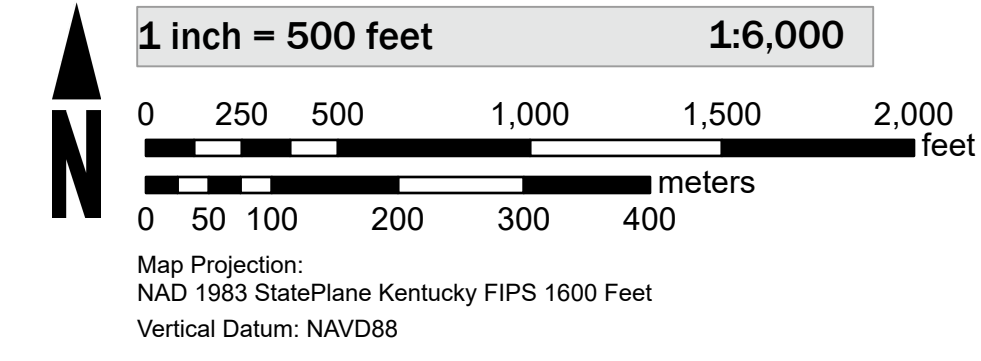 N
1 inch = 500 feet 1:6,000
0 250 500 1,000 1,500 2,000
feet
meters
0 50 100 200 300 400
Map Projection:
NAD 1983 StatePlane Kentucky FIPS 1600 Feet
Vertical Datum: NAVD88